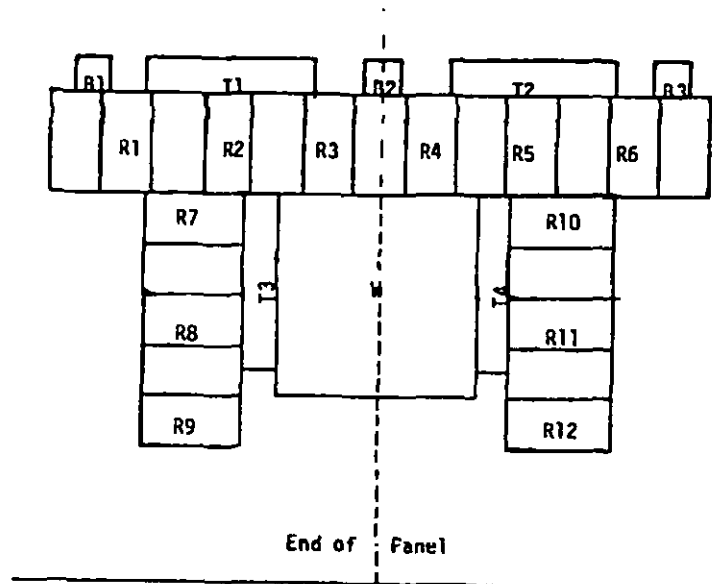 B1 T1 B2 T2 B3
R1 R2 R3 R4 R5 R6
R7 R10
T3 W T4
R8 R11
R9 R12
End of Panel